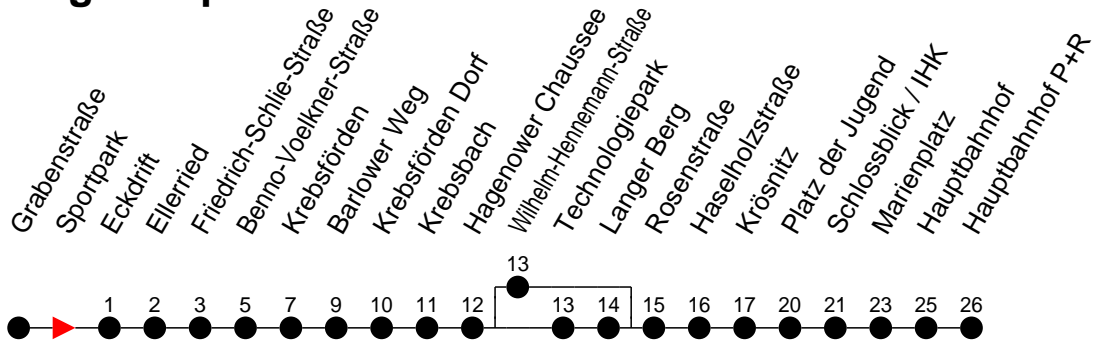 Grabenstraße
Sportpark
Eckdrift
Ellerried
Friedrich-Schlie-Straße
Benno-Voelkner-Straße
Krebsförden
Barlower Weg
Krebsförden Dorf
Krebsbach
Hagenower Chaussee
Wilhelm-Hennemann-Straße
Technologiepark
Langer Berg
Rosenstraße
Haselholzstraße
Krösnitz
Platz der Jugend
Schlossblick / IHK
Marienplatz
Hauptbahnhof
Hauptbahnhof P+R
13
1 2 3 5 7 9 10 11 12 13 14 15 16 17 20 21 23 25 26